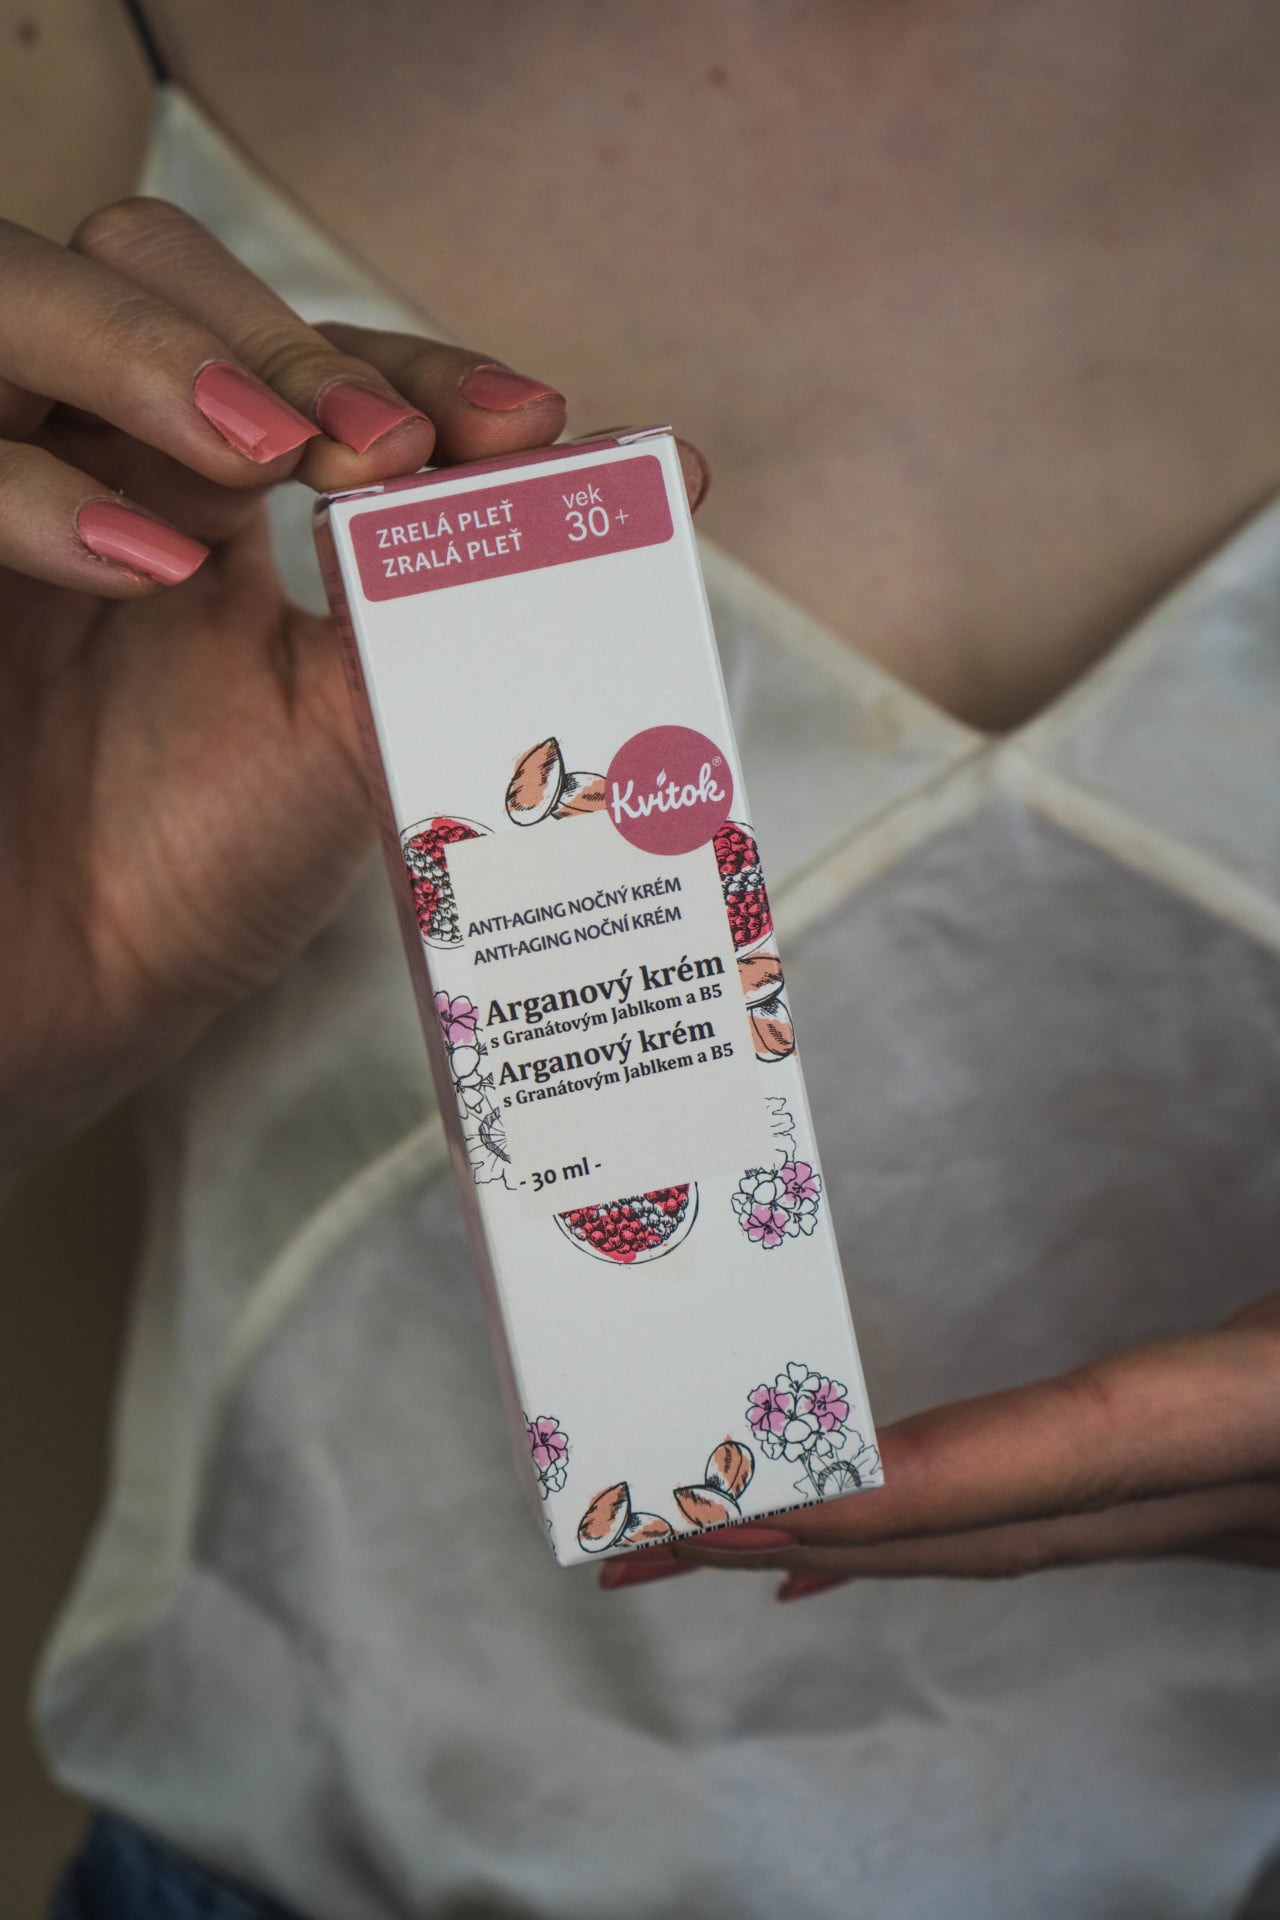 ZRELÁ PLEŤ
ZRALÁ PLEŤ
vek
30+
Kvitok®
ANTI-AGING NOČNÝ KRÉM
ANTI-AGING NOČNÍ KRÉM
Arganový krém
s Granátovým Jablkom a B5
Arganový krém
s Granátovým Jablkem a B5
- 30 ml -